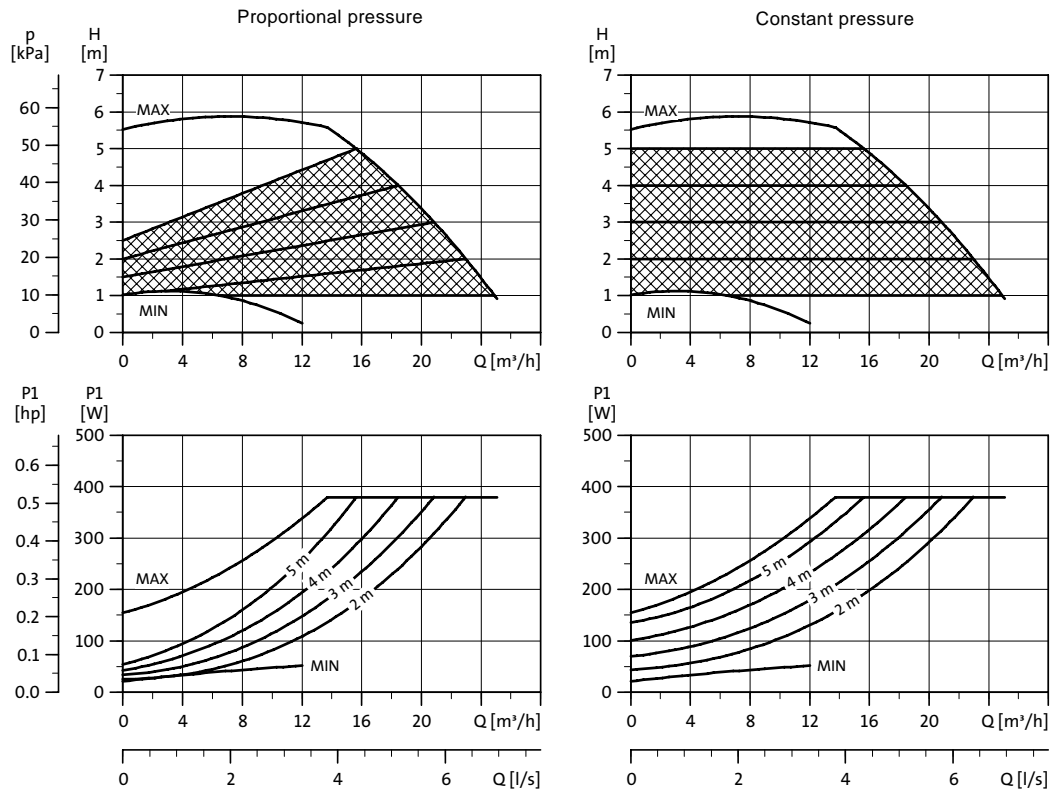 Proportional pressure
Constant pressure
p
[kPa]
H
[m]
H
[m]
60
50
40
30
20
10
0
7
6
5
4
3
2
1
0
MAX
MIN
0 4 8 12 16 20 Q [m³/h]
7
6
5
4
3
2
1
0
MAX
MIN
0 4 8 12 16 20 Q [m³/h]
P1
[hp]
P1
[W]
P1
[W]
0.6
0.5
0.4
0.3
0.2
0.1
0.0
500
400
300
200
100
0
MAX
5 m
4 m
3 m
2 m
MIN
0 4 8 12 16 20 Q [m³/h]
0 2 4 6 Q [l/s]
500
400
300
200
100
0
MAX
5 m
4 m
3 m
2 m
MIN
0 4 8 12 16 20 Q [m³/h]
0 2 4 6 Q [l/s]